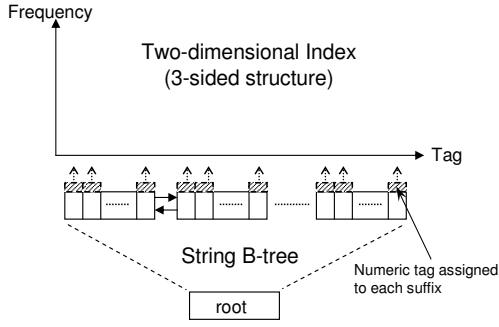 Frequency
Two-dimensional Index
(3-sided structure)
Tag
String B-tree
Numeric tag assigned
to each suffix
root